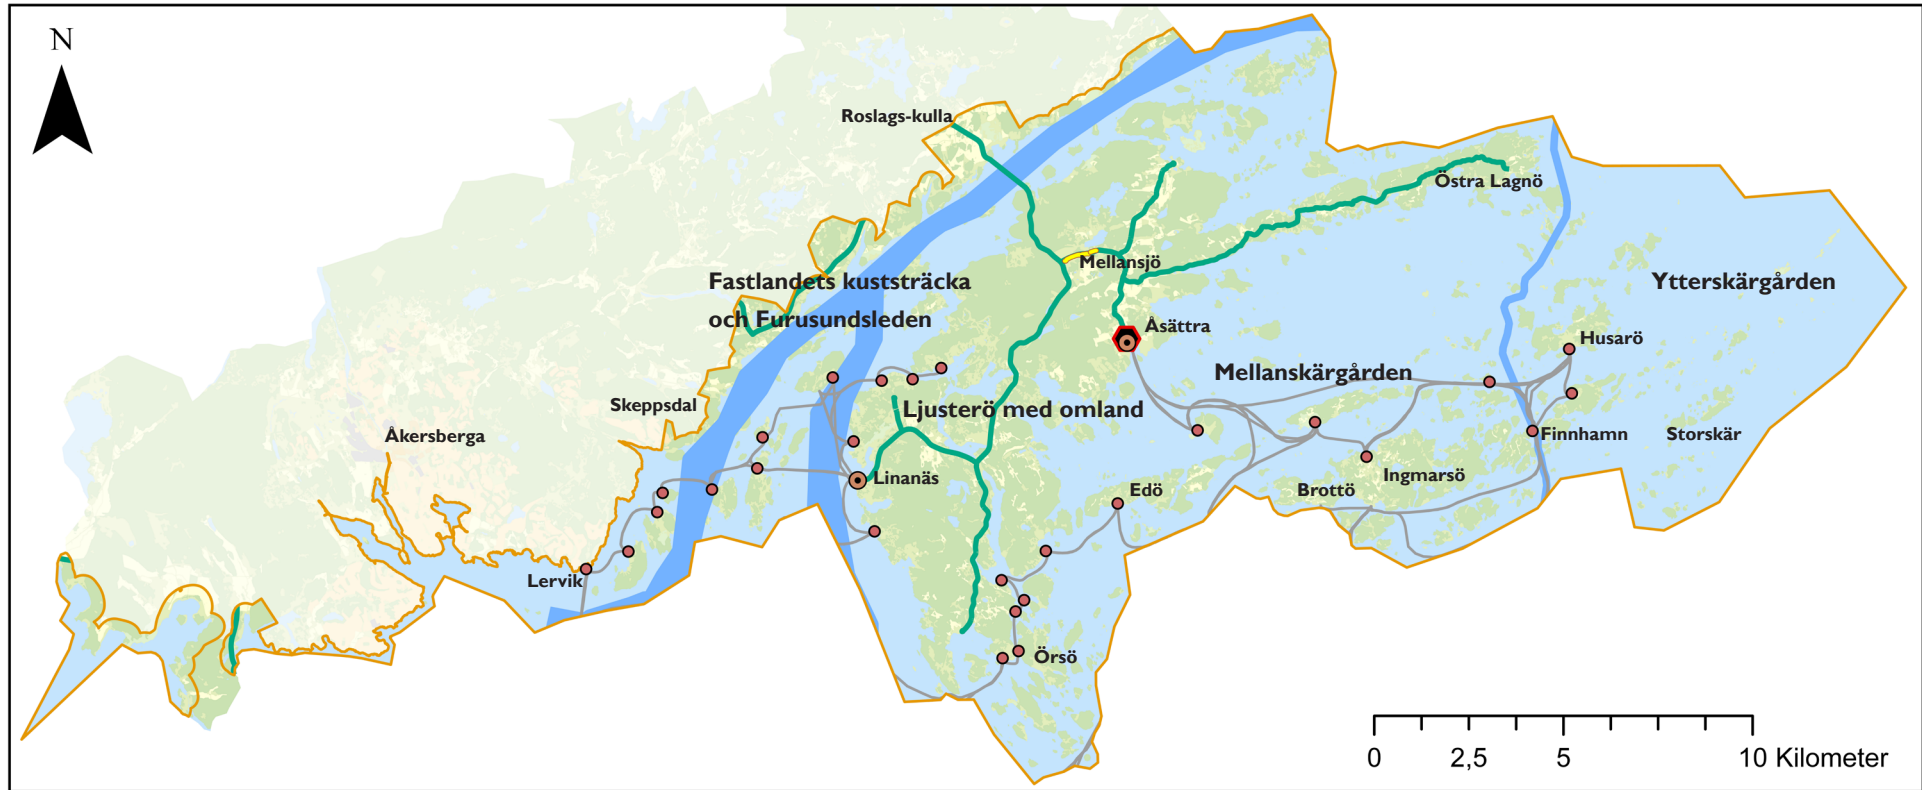 N
Roslags-kulla
Östra Lagnö
Mellansjö
Fastlandets kuststräcka
och Furusundsleden
Ytterskärgården
Åsättra
Husarö
Mellanskärgården
Skeppsdal
Ljusterö med omland
Åkersberga
Finnhamn
Storskär
Linanäs
Ingmarsö
Edö
Brottö
Lervik
Örsö
0 2,5 5 10 Kilometer